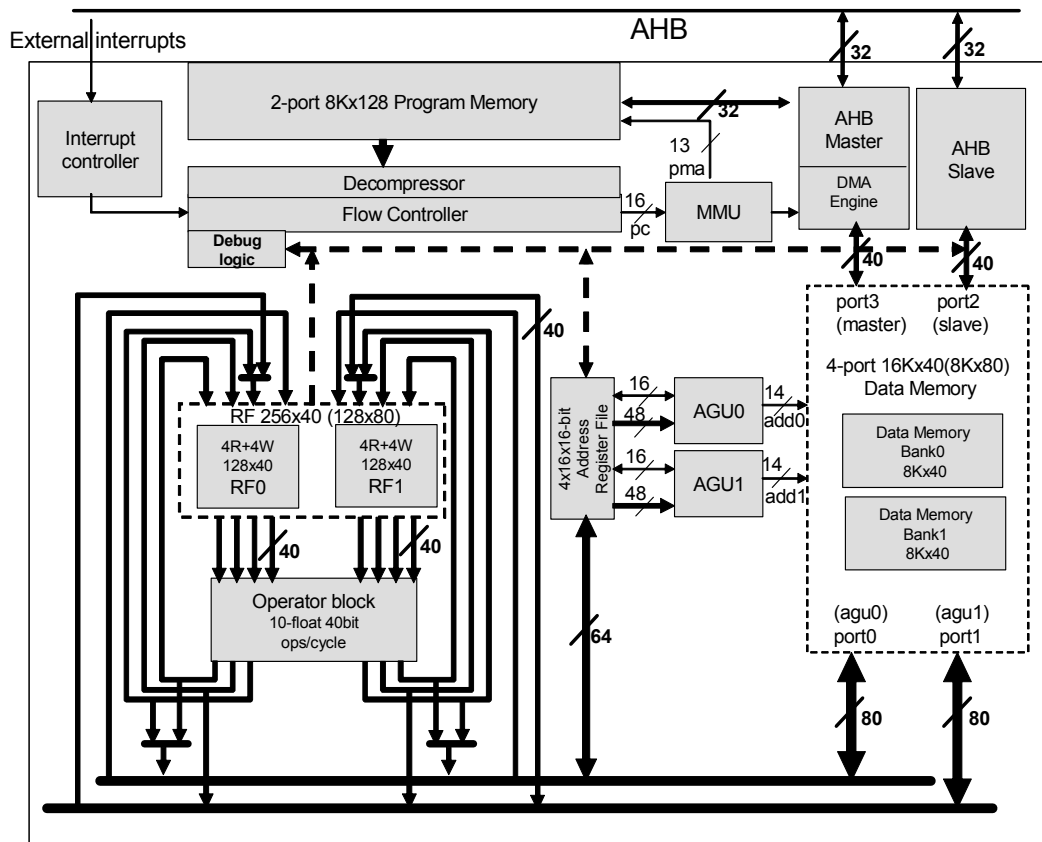 AHB
External interrupts
32
32
2-port 8Kx128 Program Memory
32
Interrupt
controller
AHB
Master
AHB
Slave
13
pma
Decompressor
DMA
Engine
Flow Controller
16
pc
MMU
Debug
logic
40
40
port3
(master)
port2
(slave)
40
4-port 16Kx40(8Kx80)
Data Memory
RF 256x40 (128x80)
4R+4W
128x40
RF0
4R+4W
128x40
RF1
4x16x16-bit
Address
Register File
16
48
AGU0
14
add0
16
48
AGU1
14
add1
Data Memory
Bank0
8Kx40
Data Memory
Bank1
8Kx40
40
40
Operator block
10-float 40bit
ops/cycle
(agu0)
port0
(agu1)
port1
64
80
80